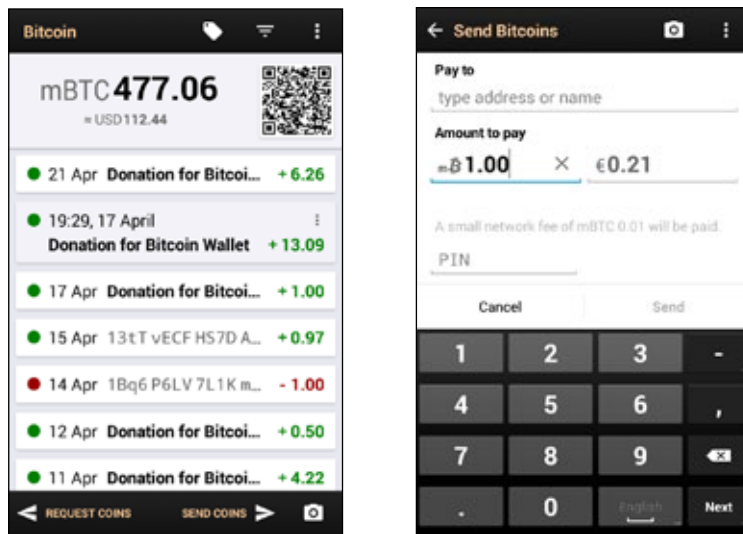 Bitcoin
mBTC 477.06
≈ USD 112.44
21 Apr Donation for Bitcoi... + 6.26
19:29, 17 April
Donation for Bitcoin Wallet + 13.09
17 Apr Donation for Bitcoi... + 1.00
15 Apr 13tT vECF HS7D A... + 0.97
14 Apr 1Bq6 P6LV 7L1K m... - 1.00
12 Apr Donation for Bitcoi... + 0.50
11 Apr Donation for Bitcoi... + 4.22
REQUEST COINS SEND COINS
Send Bitcoins
Pay to
type address or name
Amount to pay
mɃ 1.00 × € 0.21
A small network fee of mBTC 0.01 will be paid.
PIN
Cancel Send
1 2 3 -
4 5 6 ,
7 8 9
. 0 English Next